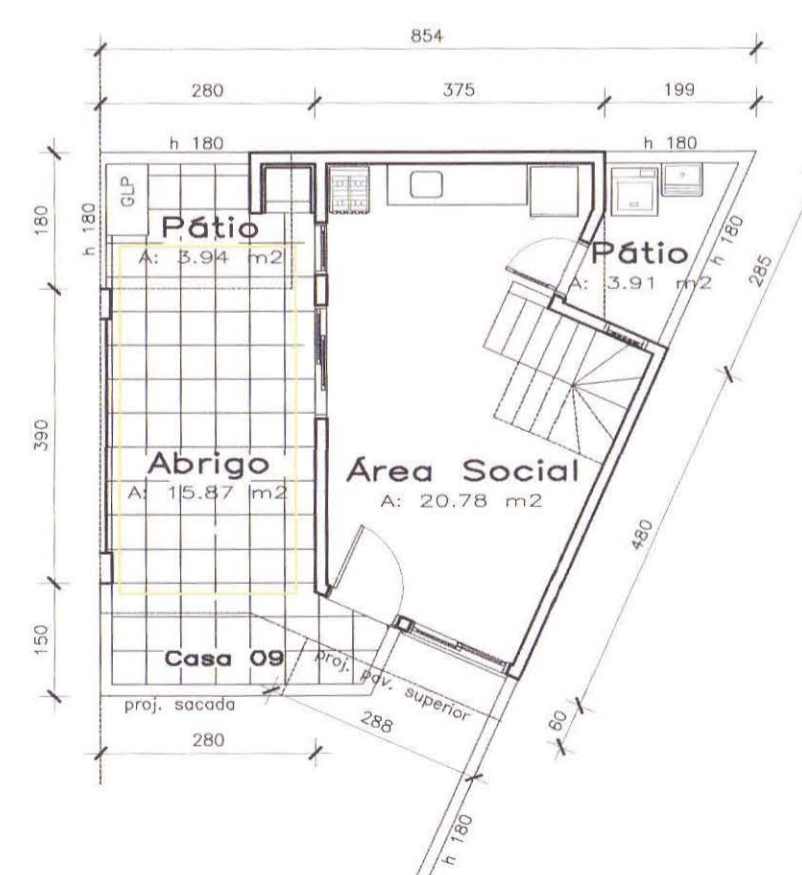 854
280
375
199
h 180
h 180
GLP
180
h 180
Pátio
A: 3.94 m2
Pátio
A: 3.91 m2
h 180
285
390
Abrigo
A: 15.87 m2
Área Social
A: 20.78 m2
480
150
Casa 09
proj. pav. superior
proj. sacada
288
60
280
h 180